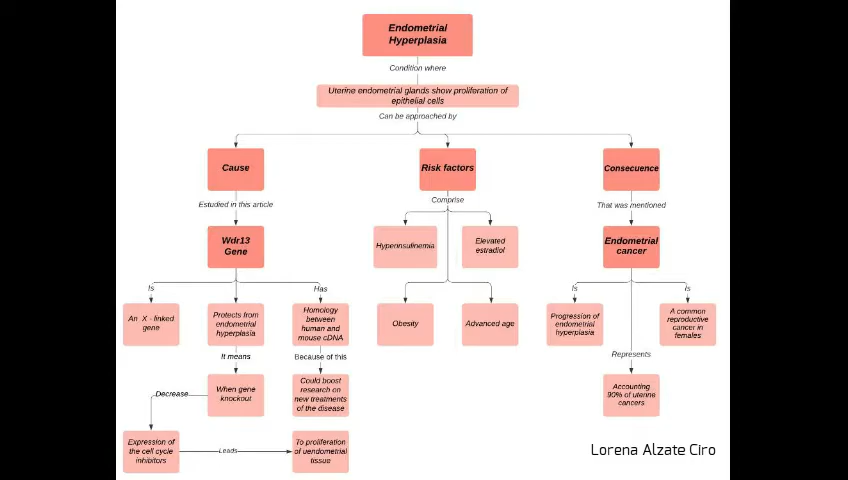 Endometrial
Hyperplasia
Condition where
Uterine endometrial glands show proliferation of
epithelial cells
Can be approached by
Cause
Risk factors
Consecuence
Estudied in this article
Comprise
That was mentioned
Wdr13
Gene
Hyperinsulinemia
Elevated
estradiol
Endometrial
cancer
Is
Has
Is
Is
An X - linked
gene
Protects from
endometrial
hyperplasia
Homology
between
human and
mouse cDNA
Obesity
Advanced age
Progression of
endometrial
hyperplasia
A common
reproductive
cancer in
females
It means
Because of this
Represents
Decrease
When gene
knockout
Could boost
research on
new treatments
of the disease
Accounting
90% of uterine
cancers
Expression of
the cell cycle
inhibitors
Leads
To proliferation
of uendometrial
tissue
Lorena Alzate Ciro